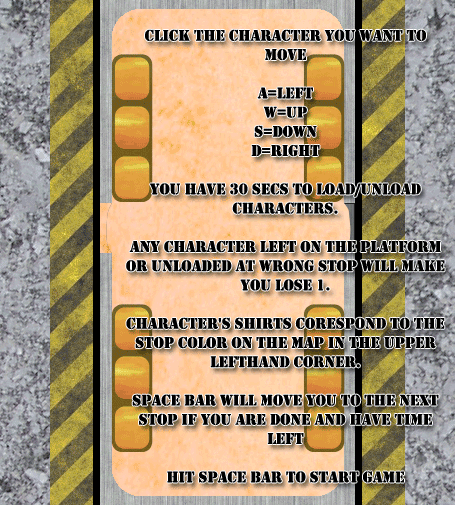 CLICK THE CHARACTER YOU WANT TO
MOVE
A=LEFT
W=UP
S=DOWN
D=RIGHT
YOU HAVE 30 SECS TO LOAD/UNLOAD
CHARACTERS.
ANY CHARACTER LEFT ON THE PLATFORM
OR UNLOADED AT WRONG STOP WILL MAKE
YOU LOSE 1.
CHARACTER'S SHIRTS CORESPOND TO THE
STOP COLOR ON THE MAP IN THE UPPER
LEFTHAND CORNER.
SPACE BAR WILL MOVE YOU TO THE NEXT
STOP IF YOU ARE DONE AND HAVE TIME
LEFT
HIT SPACE BAR TO START GAME